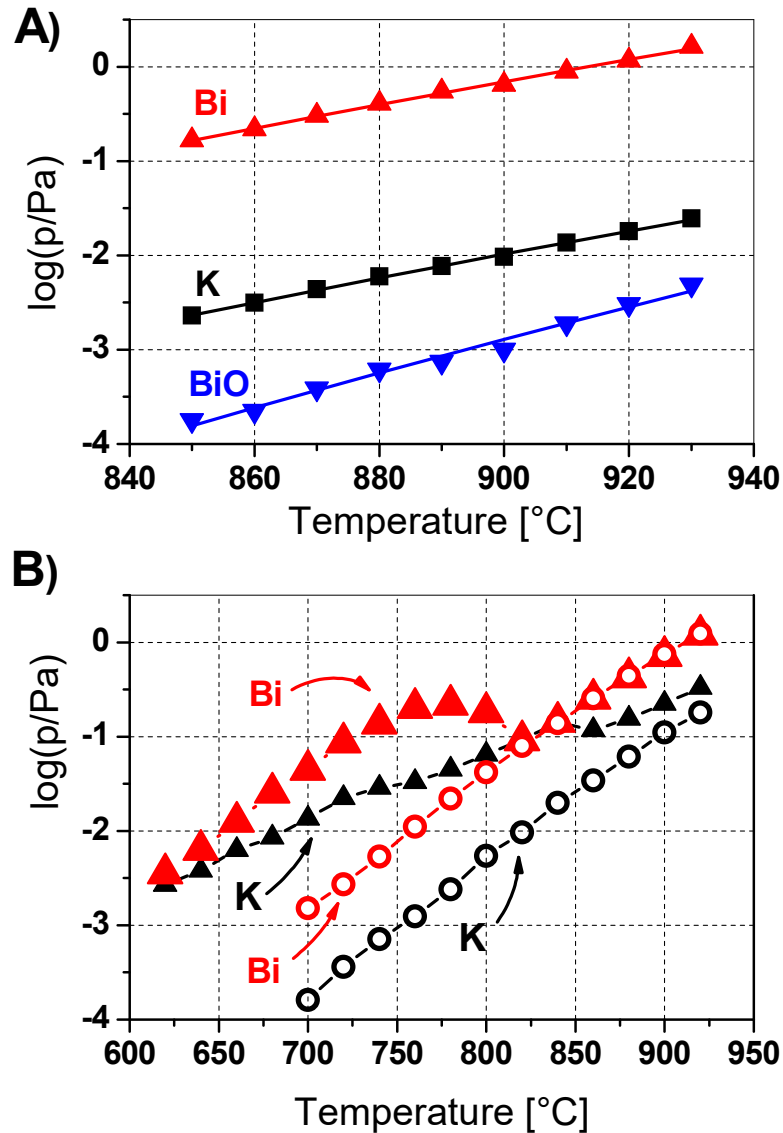 A)
0
-1
-2
-3
-4
log(p/Pa)
Bi
K
BiO
840 860 880 900 920 940
Temperature [°C]
B)
0
-1
-2
-3
-4
log(p/Pa)
Bi
K
Bi
K
600 650 700 750 800 850 900 950
Temperature [°C]